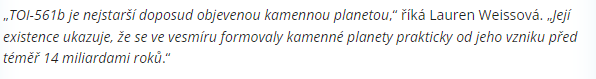 „TOI-561b je nejstarší doposud objevenou kamennou planetou,“ říká Lauren Weissová. „Její
existence ukazuje, že se ve vesmíru formovaly kamenné planety prakticky od jeho vzniku před
téměř 14 miliardami roků.“